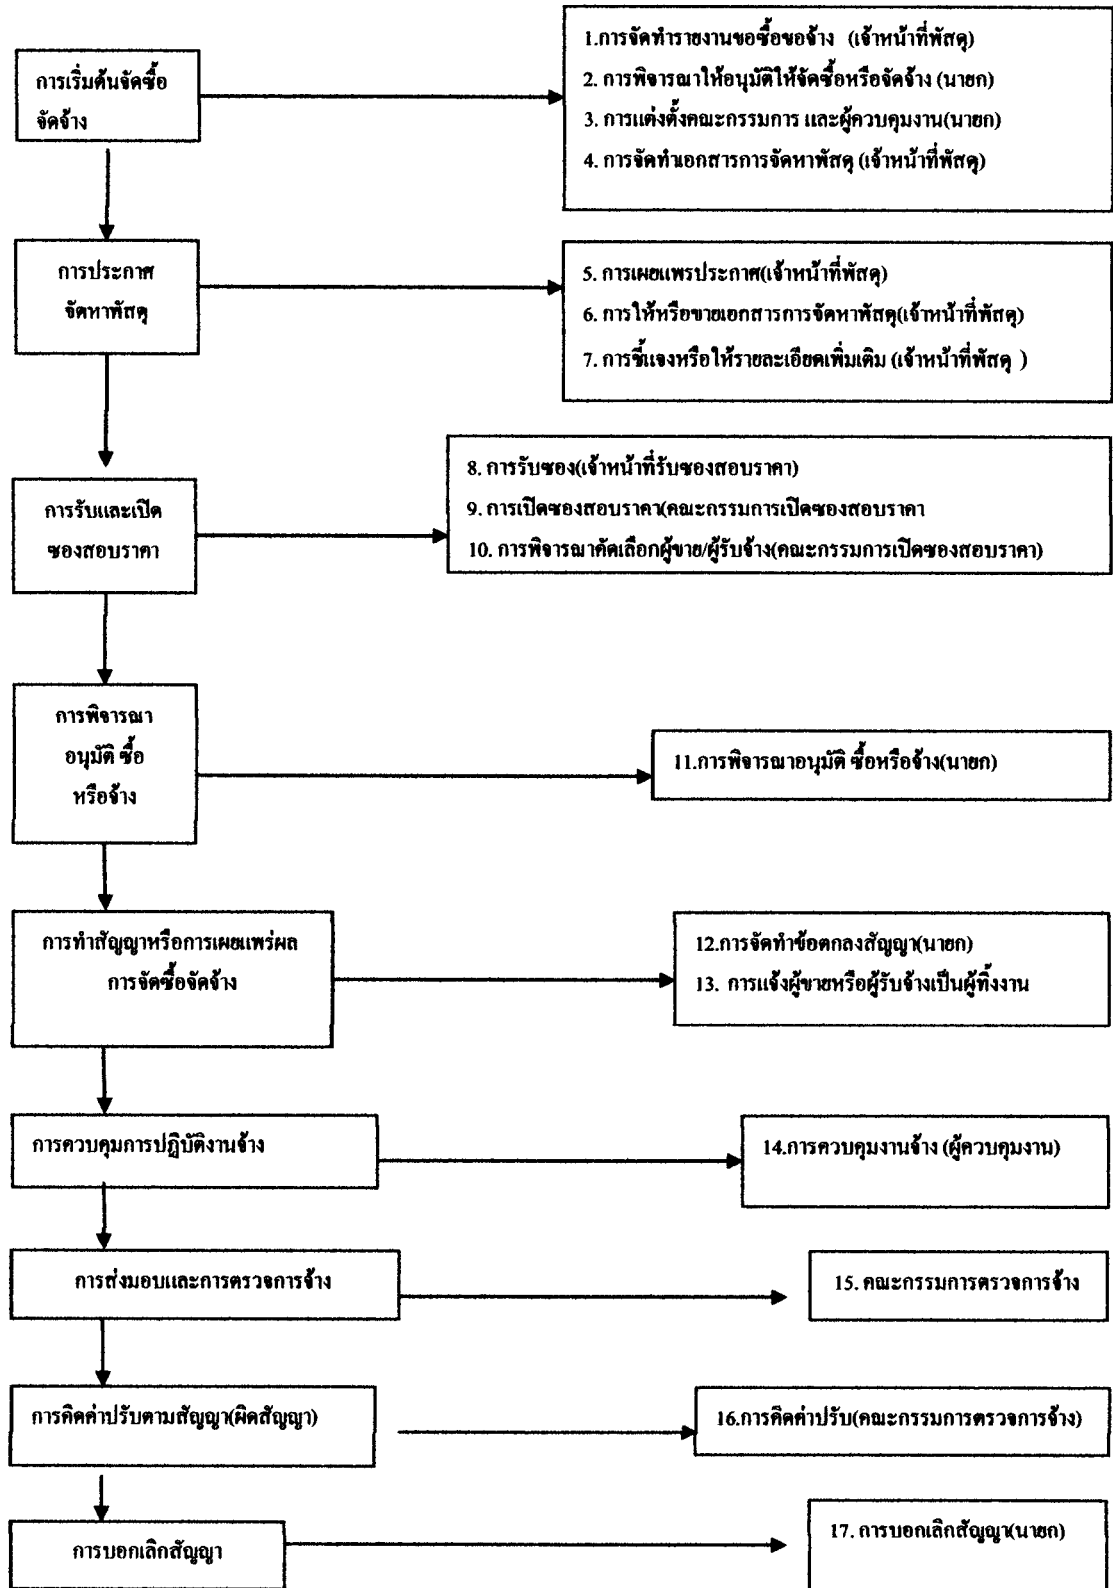 การเริ่มต้นจัดซื้อ
จัดจ้าง
1.การจัดทำรายงานขอซื้อขอจ้าง (เจ้าหน้าที่พัสดุ)
2. การพิจารณาให้อนุมัติให้จัดซื้อหรือจัดจ้าง (นายก)
3. การแต่งตั้งคณะกรรมการ และผู้ควบคุมงาน(นายก)
4. การจัดทำเอกสารการจัดหาพัสดุ (เจ้าหน้าที่พัสดุ)
การประกาศ
จัดหาพัสดุ
5. การเผยแพรประกาศ(เจ้าหน้าที่พัสดุ)
6. การให้หรือขายเอกสารการจัดหาพัสดุ(เจ้าหน้าที่พัสดุ)
7. การชี้แจงหรือให้รายละเอียดเพิ่มเติม (เจ้าหน้าที่พัสดุ )
การรับและเปิด
ซองสอบราคา
8. การรับซอง(เจ้าหน้าที่รับซองสอบราคา)
9. การเปิดซองสอบราคา(คณะกรรมการเปิดซองสอบราคา
10. การพิจารณาคัดเลือกผู้ขาย/ผู้รับจ้าง(คณะกรรมการเปิดซองสอบราคา)
การพิจารณา
อนุมัติ ซื้อ
หรือจ้าง
11.การพิจารณาอนุมัติ ซื้อหรือจ้าง(นายก)
การทำสัญญาหรือการเผยแพร่ผล
การจัดซื้อจัดจ้าง
12.การจัดทำข้อตกลงสัญญา(นายก)
13. การแจ้งผู้ขายหรือผู้รับจ้างเป็นผู้ทิ้งงาน
การควบคุมการปฏิบัติงานจ้าง
14.การควบคุมงานจ้าง (ผู้ควบคุมงาน)
การส่งมอบและการตรวจการจ้าง
15. คณะกรรมการตรวจการจ้าง
การคิดค่าปรับตามสัญญา(ผิดสัญญา)
16.การคิดค่าปรับ(คณะกรรมการตรวจการจ้าง)
การบอกเลิกสัญญา
17. การบอกเลิกสัญญา(นายก)